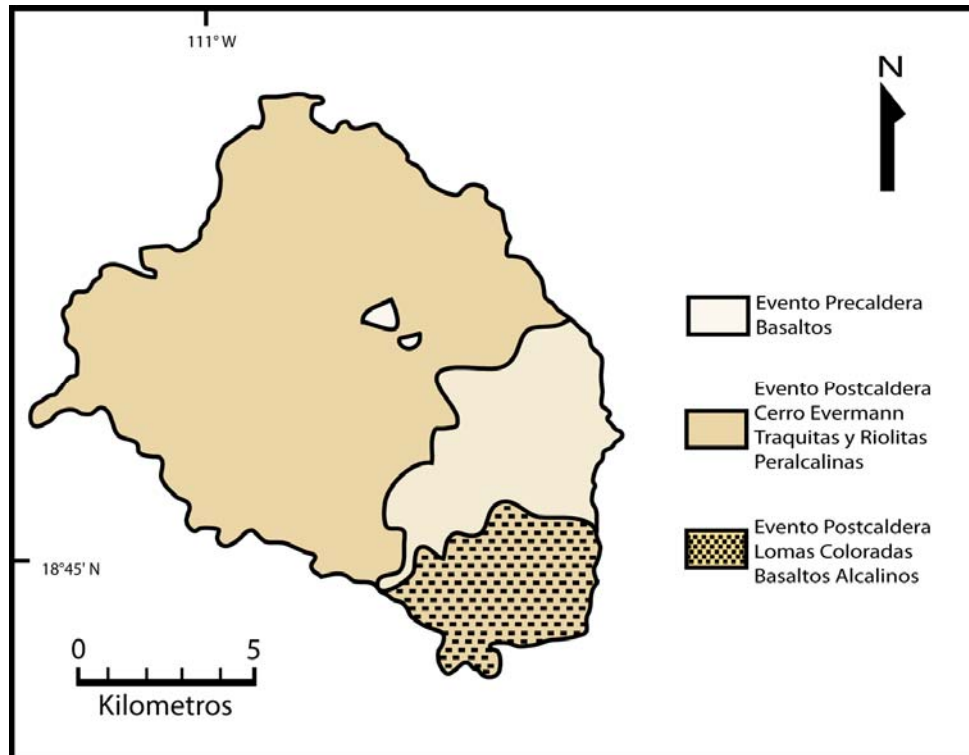 111° W
N
Evento Precaldera
Basaltos
Evento Postcaldera
Cerro Evermann
Traquitas y Riolitas
Peralcalinas
Evento Postcaldera
Lomas Coloradas
Basaltos Alcalinos
18°45' N
0 5
Kilometros